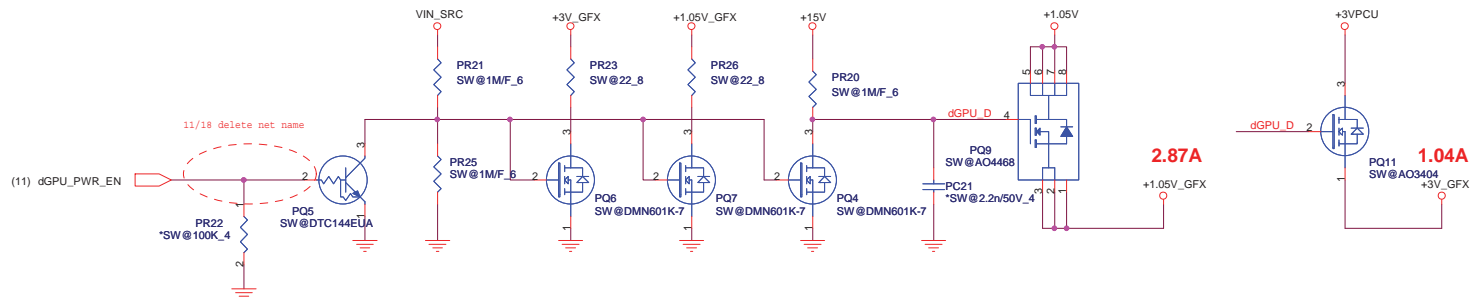 VIN_SRC
+3V_GFX
+1.05V_GFX
+15V
+1.05V
+3VPCU
PR21
SW@1M/F_6
PR23
SW@22_8
PR26
SW@22_8
PR20
SW@1M/F_6
5
6
7
8
3
11/18 delete net name
3
3
3
3
dGPU_D
4
dGPU_D
2
(11) dGPU_PWR_EN
2
2
2
2
PR25
SW@1M/F_6
PQ9
SW@AO4468
2.87A
PQ11
SW@AO3404
1.04A
1
PQ5
SW@DTC144EUA
1
PQ6
SW@DMN601K-7
PQ7
SW@DMN601K-7
PQ4
SW@DMN601K-7
PC21
*SW@2.2n/50V_4
3
2
1
+1.05V_GFX
1
+3V_GFX
PR22
*SW@100K_4
2
1
1
1